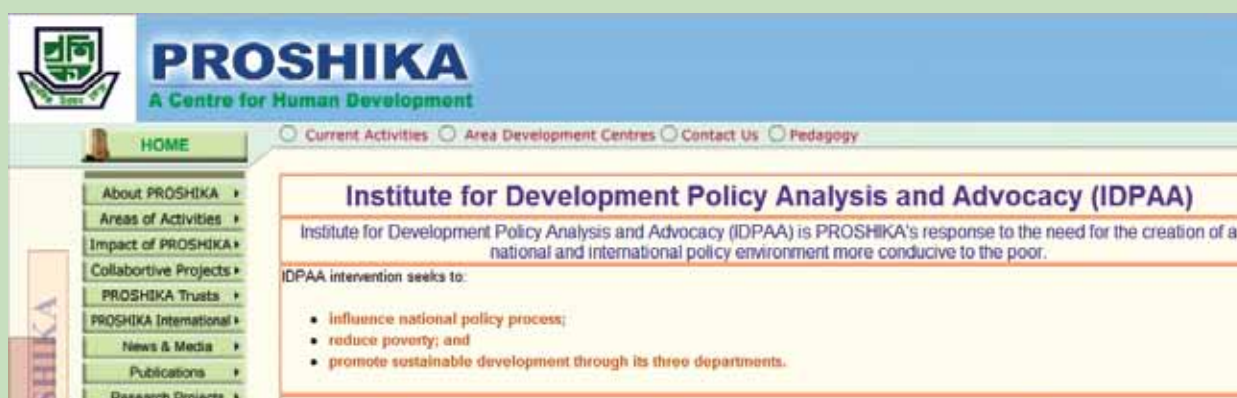 PROSHIKA
A Centre for Human Development
HOME
Current Activities Area Development Centres Contact Us Pedagogy
About PROSHIKA
Areas of Activities
Impact of PROSHIKA
Collabortive Projects
PROSHIKA Trusts
PROSHIKA International
News & Media
Publications
Research Projects
Institute for Development Policy Analysis and Advocacy (IDPAA)
Institute for Development Policy Analysis and Advocacy (IDPAA) is PROSHIKA's response to the need for the creation of a
national and international policy environment more conducive to the poor.
IDPAA intervention seeks to:
• influence national policy process;
• reduce poverty; and
• promote sustainable development through its three departments.